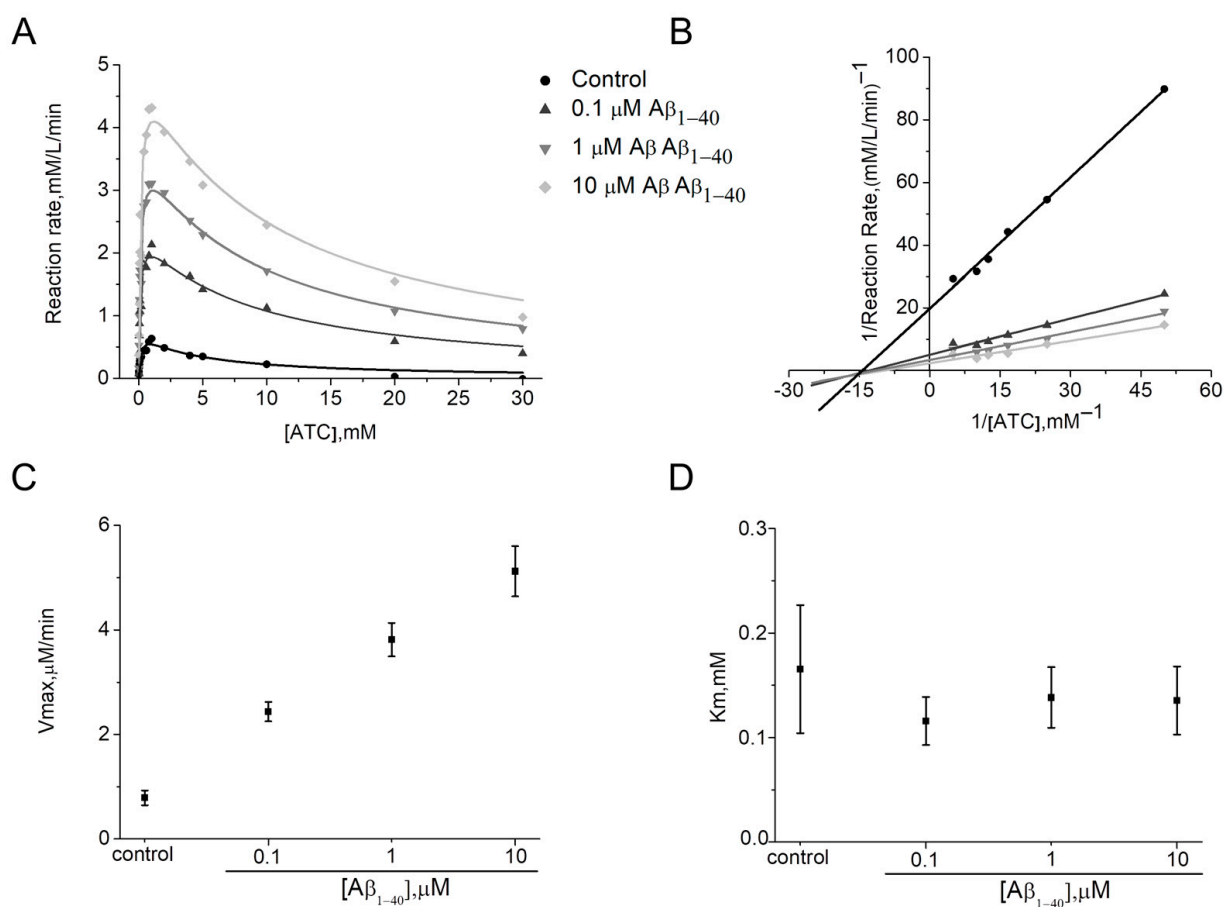 A
Reaction rate,mM/L/min
5
4
3
2
1
0
0 5 10 15 20 25 30
[ATC],mM
Control
0.1 μM Aβ1−40
1 μM Aβ Aβ1−40
10 μM Aβ Aβ1−40
B
1/Reaction Rate,(mM/L/min)−1
100
80
60
40
20
-30 -15 0 15 30 45 60
1/[ATC],mM−1
C
Vmax,μM/min
6
4
2
0
control 0.1 1 10
[Aβ1−40],μM
D
Km,mM
0.3
0.2
0.1
0.0
control 0.1 1 10
[Aβ1−40],μM